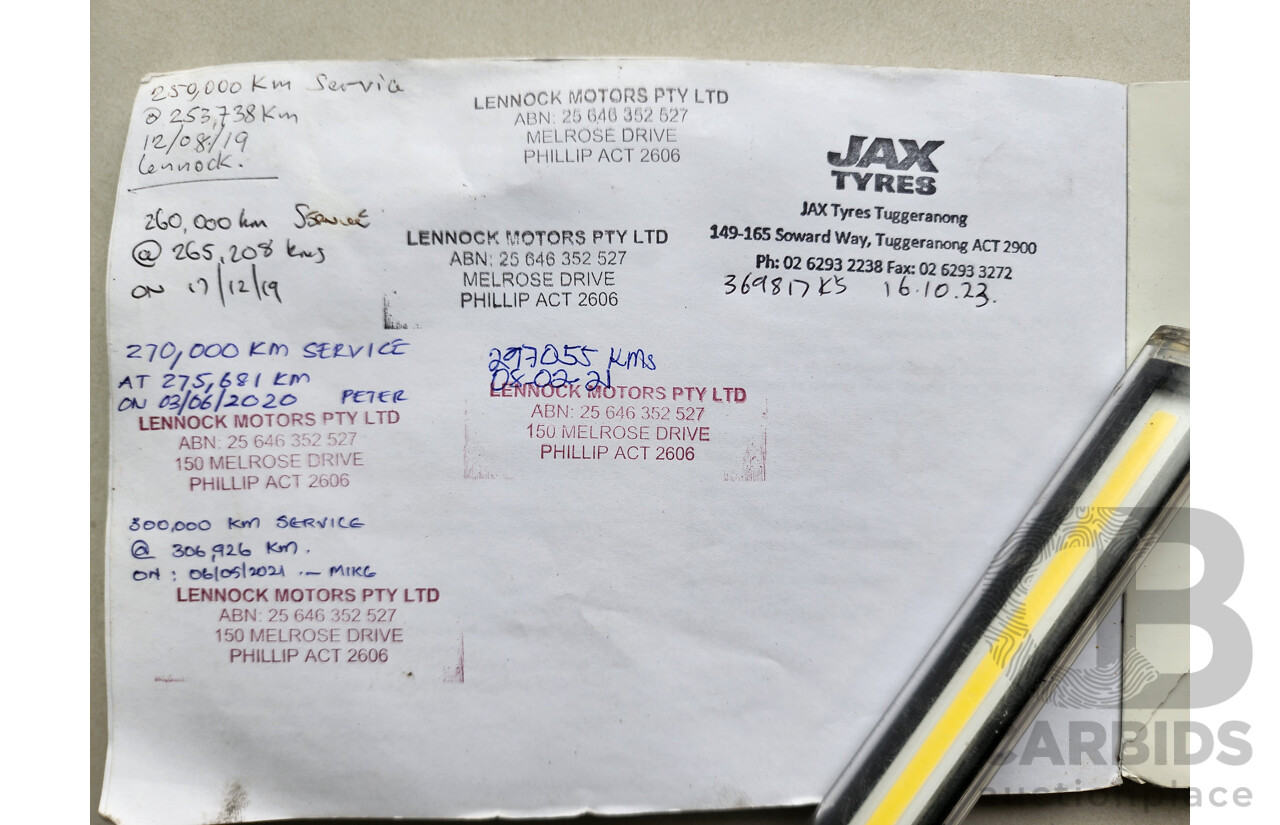 250,000 Km Service
@ 253,738 Km
12/08/19
Lennock.
LENNOCK MOTORS PTY LTD
ABN: 25 646 352 527
MELROSE DRIVE
PHILLIP ACT 2606
260,000 km Service
@ 265,208 kms
ON 17/12/19
LENNOCK MOTORS PTY LTD
ABN: 25 646 352 527
MELROSE DRIVE
PHILLIP ACT 2606
JAX
TYRES
JAX Tyres Tuggeranong
149-165 Soward Way, Tuggeranong ACT 2900
Ph: 02 6293 2238 Fax: 02 6293 3272
369817 KS 16.10.23.
270,000 KM SERVICE
AT 275,681 KM
ON 03/06/2020 PETER
LENNOCK MOTORS PTY LTD
ABN: 25 646 352 527
150 MELROSE DRIVE
PHILLIP ACT 2606
297055 KMs
08-02-21
LENNOCK MOTORS PTY LTD
ABN: 25 646 352 527
150 MELROSE DRIVE
PHILLIP ACT 2606
300,000 KM SERVICE
@ 306,926 KM.
ON : 06/05/2021 - MIKE
LENNOCK MOTORS PTY LTD
ABN: 25 646 352 527
150 MELROSE DRIVE
PHILLIP ACT 2606
CB
CARBIDS
auction place